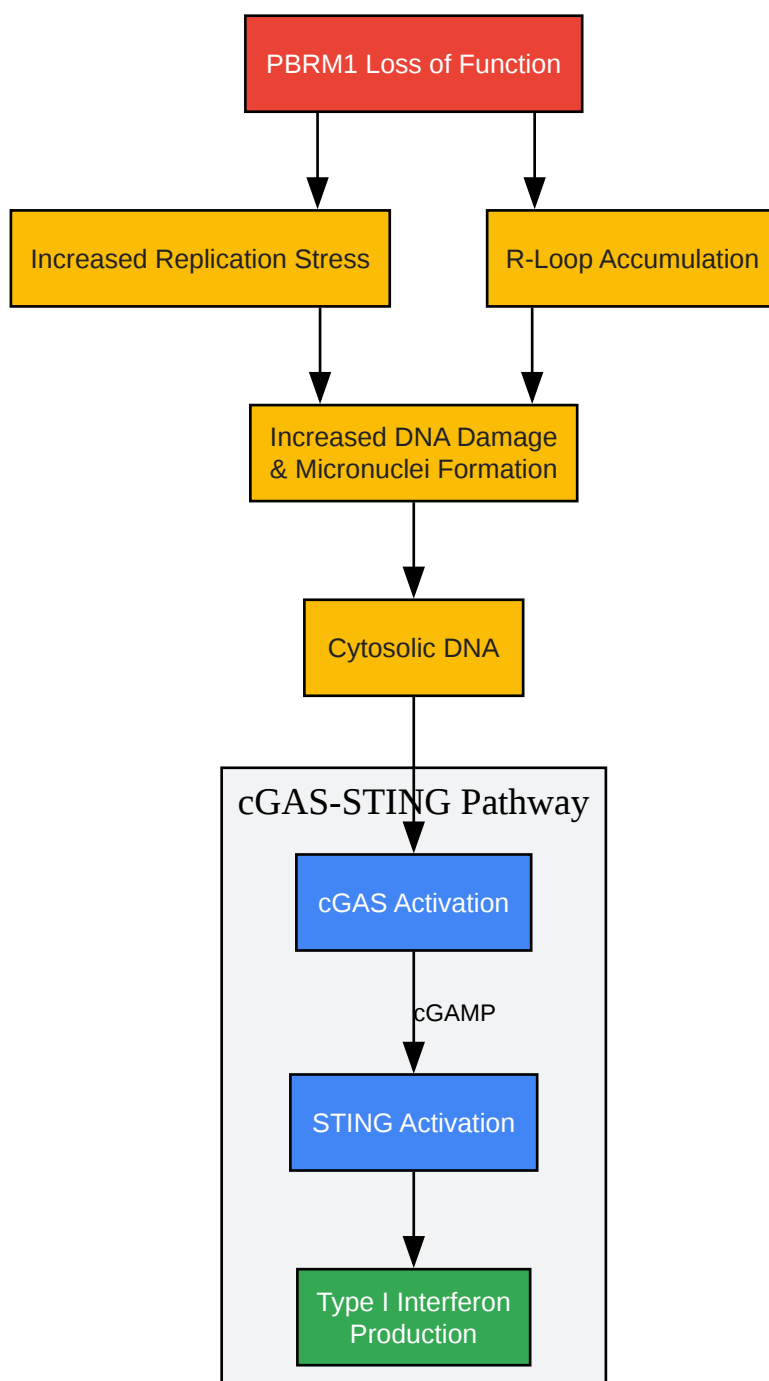 PBRM1 Loss of Function
Increased Replication Stress
R-Loop Accumulation
Increased DNA Damage
& Micronuclei Formation
Cytosolic DNA
cGAS-STING Pathway
cGAS Activation
cGAMP
STING Activation
Type I Interferon
Production